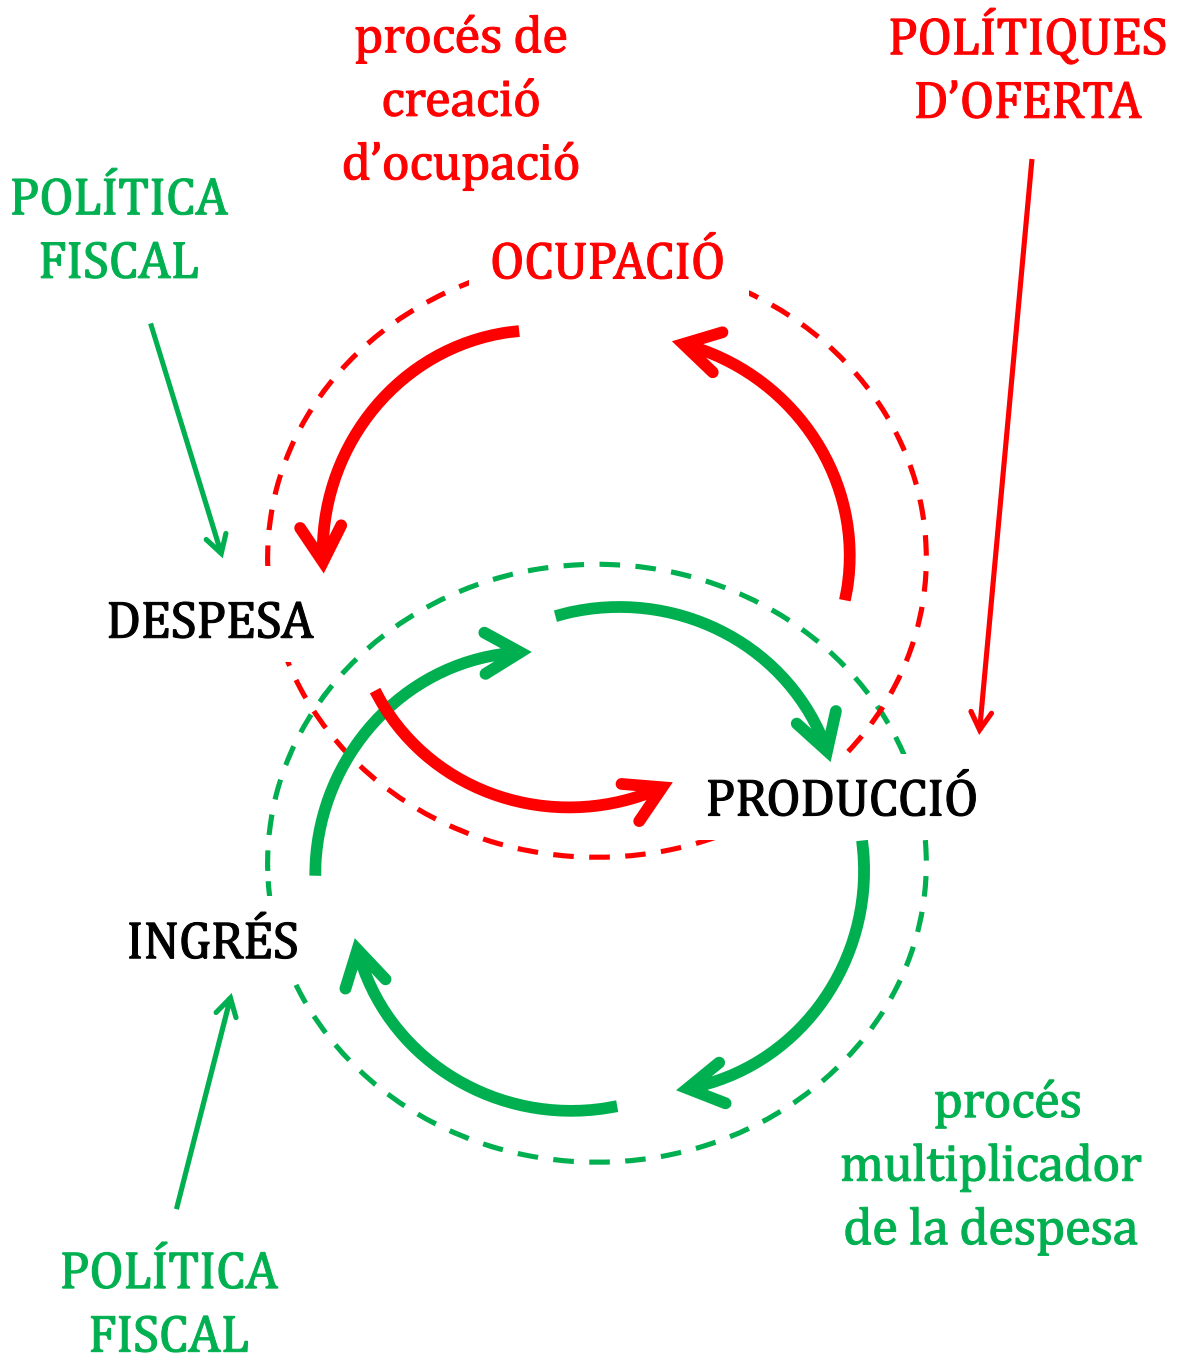 procés de
creació
d’ocupació
POLÍTIQUES
D’OFERTA
POLÍTICA
FISCAL
OCUPACIÓ
DESPESA
PRODUCCIÓ
INGRÉS
procés
multiplicador
de la despesa
POLÍTICA
FISCAL